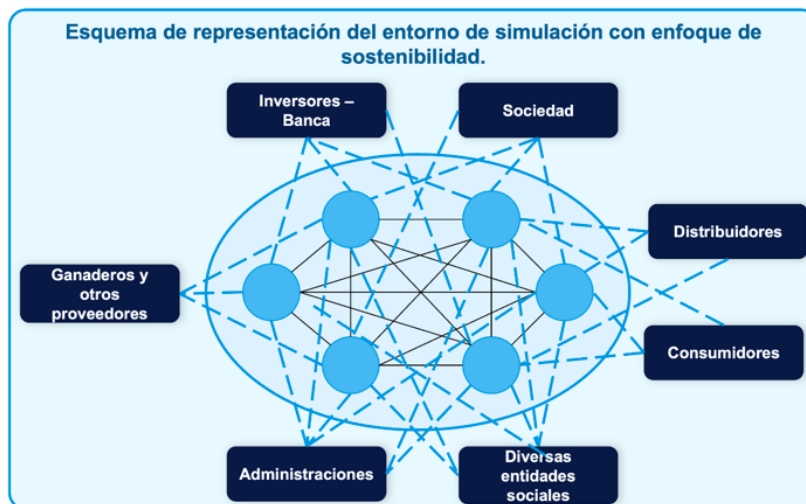 Esquema de representación del entorno de simulación con enfoque de
sostenibilidad.
Inversores –
Banca
Sociedad
Distribuidores
Ganaderos y
otros
proveedores
Consumidores
Administraciones
Diversas
entidades
sociales